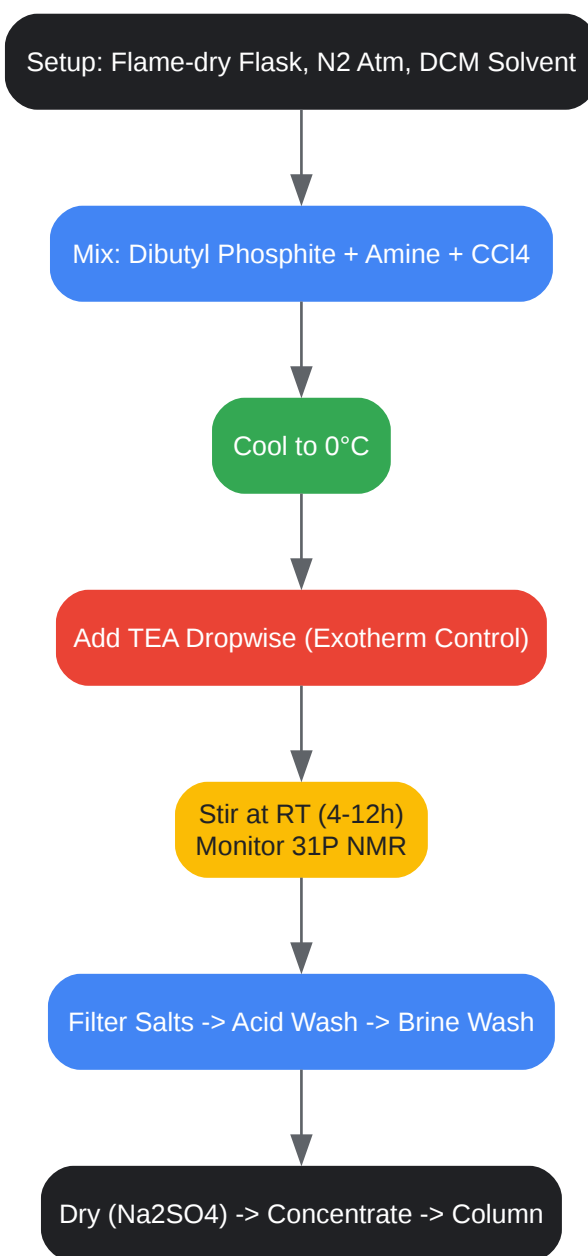 Setup: Flame-dry Flask, N2 Atm, DCM Solvent
Mix: Dibutyl Phosphite + Amine + CCl4
Cool to 0°C
Add TEA Dropwise (Exotherm Control)
Stir at RT (4-12h)
Monitor 31P NMR
Filter Salts -> Acid Wash -> Brine Wash
Dry (Na2SO4) -> Concentrate -> Column